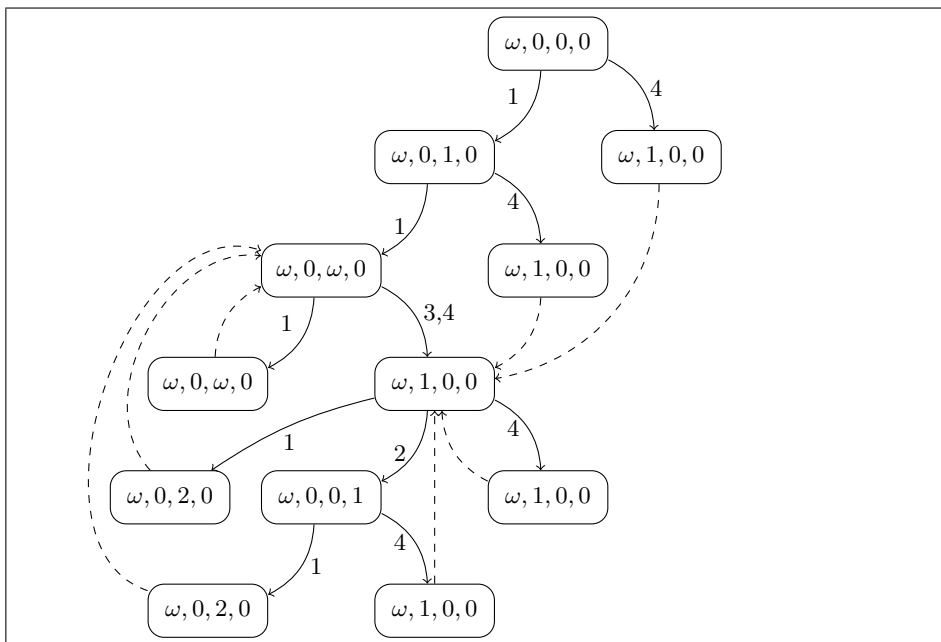 ω, 0, 0, 0
1
4
ω, 0, 1, 0
ω, 1, 0, 0
1
4
ω, 0, ω, 0
ω, 1, 0, 0
1
3,4
ω, 0, ω, 0
ω, 1, 0, 0
1
2
4
ω, 0, 2, 0
ω, 0, 0, 1
ω, 1, 0, 0
1
4
ω, 0, 2, 0
ω, 1, 0, 0